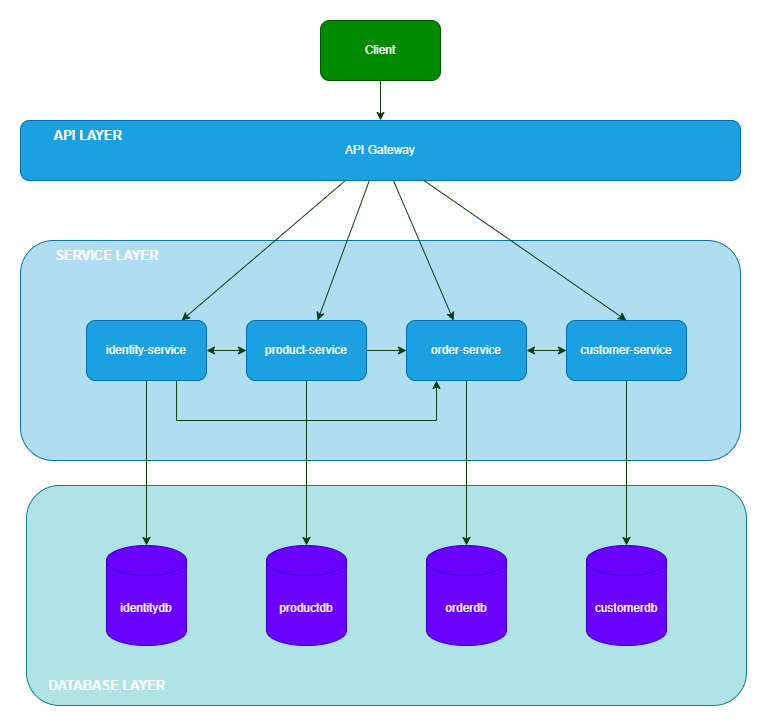 Client
API LAYER
API Gateway
SERVICE LAYER
identity-service
product-service
order-service
customer-service
identitydb
productdb
orderdb
customerdb
DATABASE LAYER